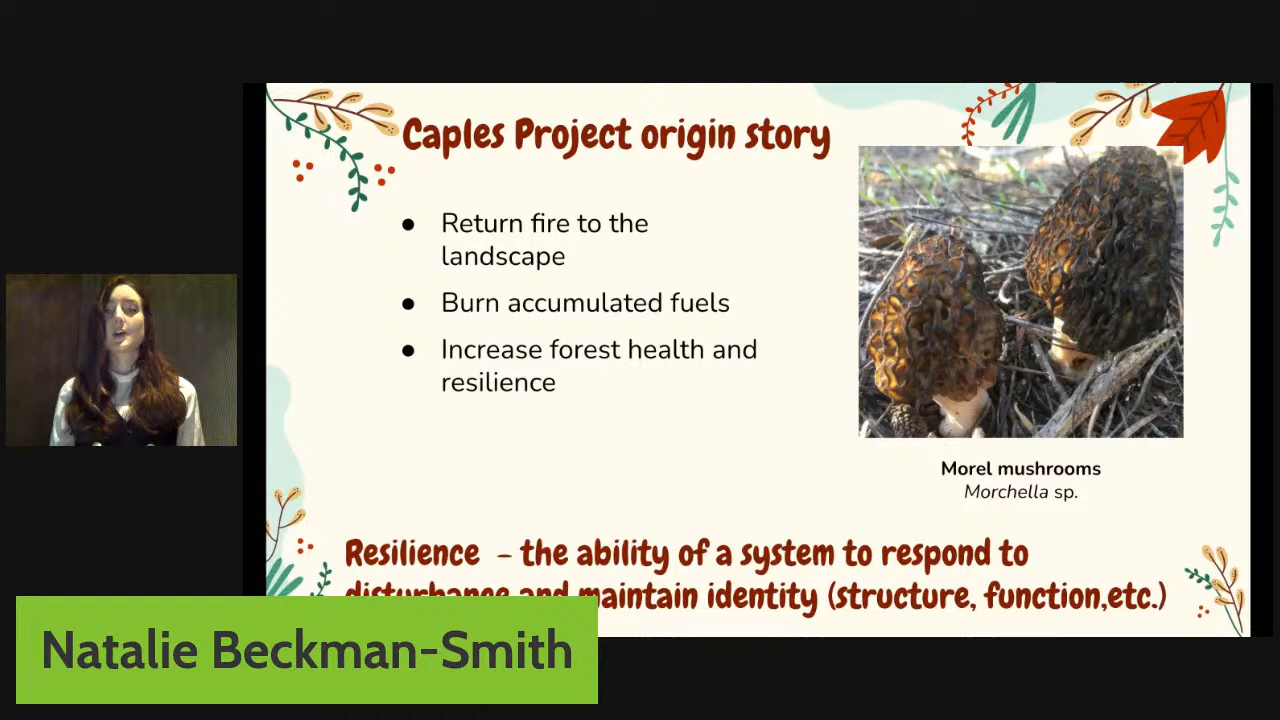 Caples Project origin story
● Return fire to the
landscape
● Burn accumulated fuels
● Increase forest health and
resilience
Morel mushrooms
Morchella sp.
Resilience – the ability of a system to respond to
disturbance and maintain identity (structure, function,etc.)
Natalie Beckman-Smith